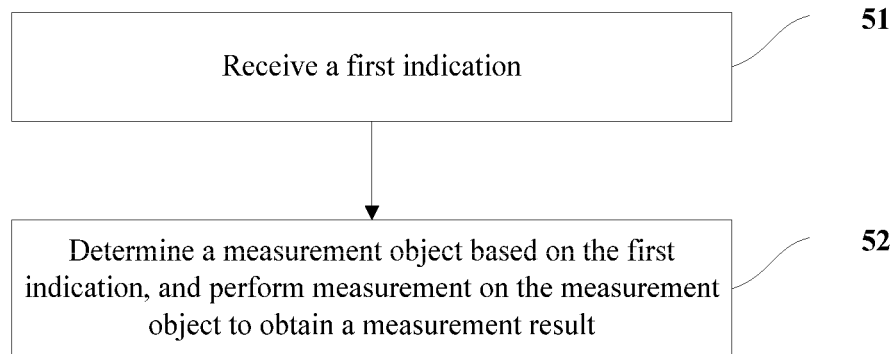 51
Receive a first indication
52
Determine a measurement object based on the first
indication, and perform measurement on the measurement
object to obtain a measurement result